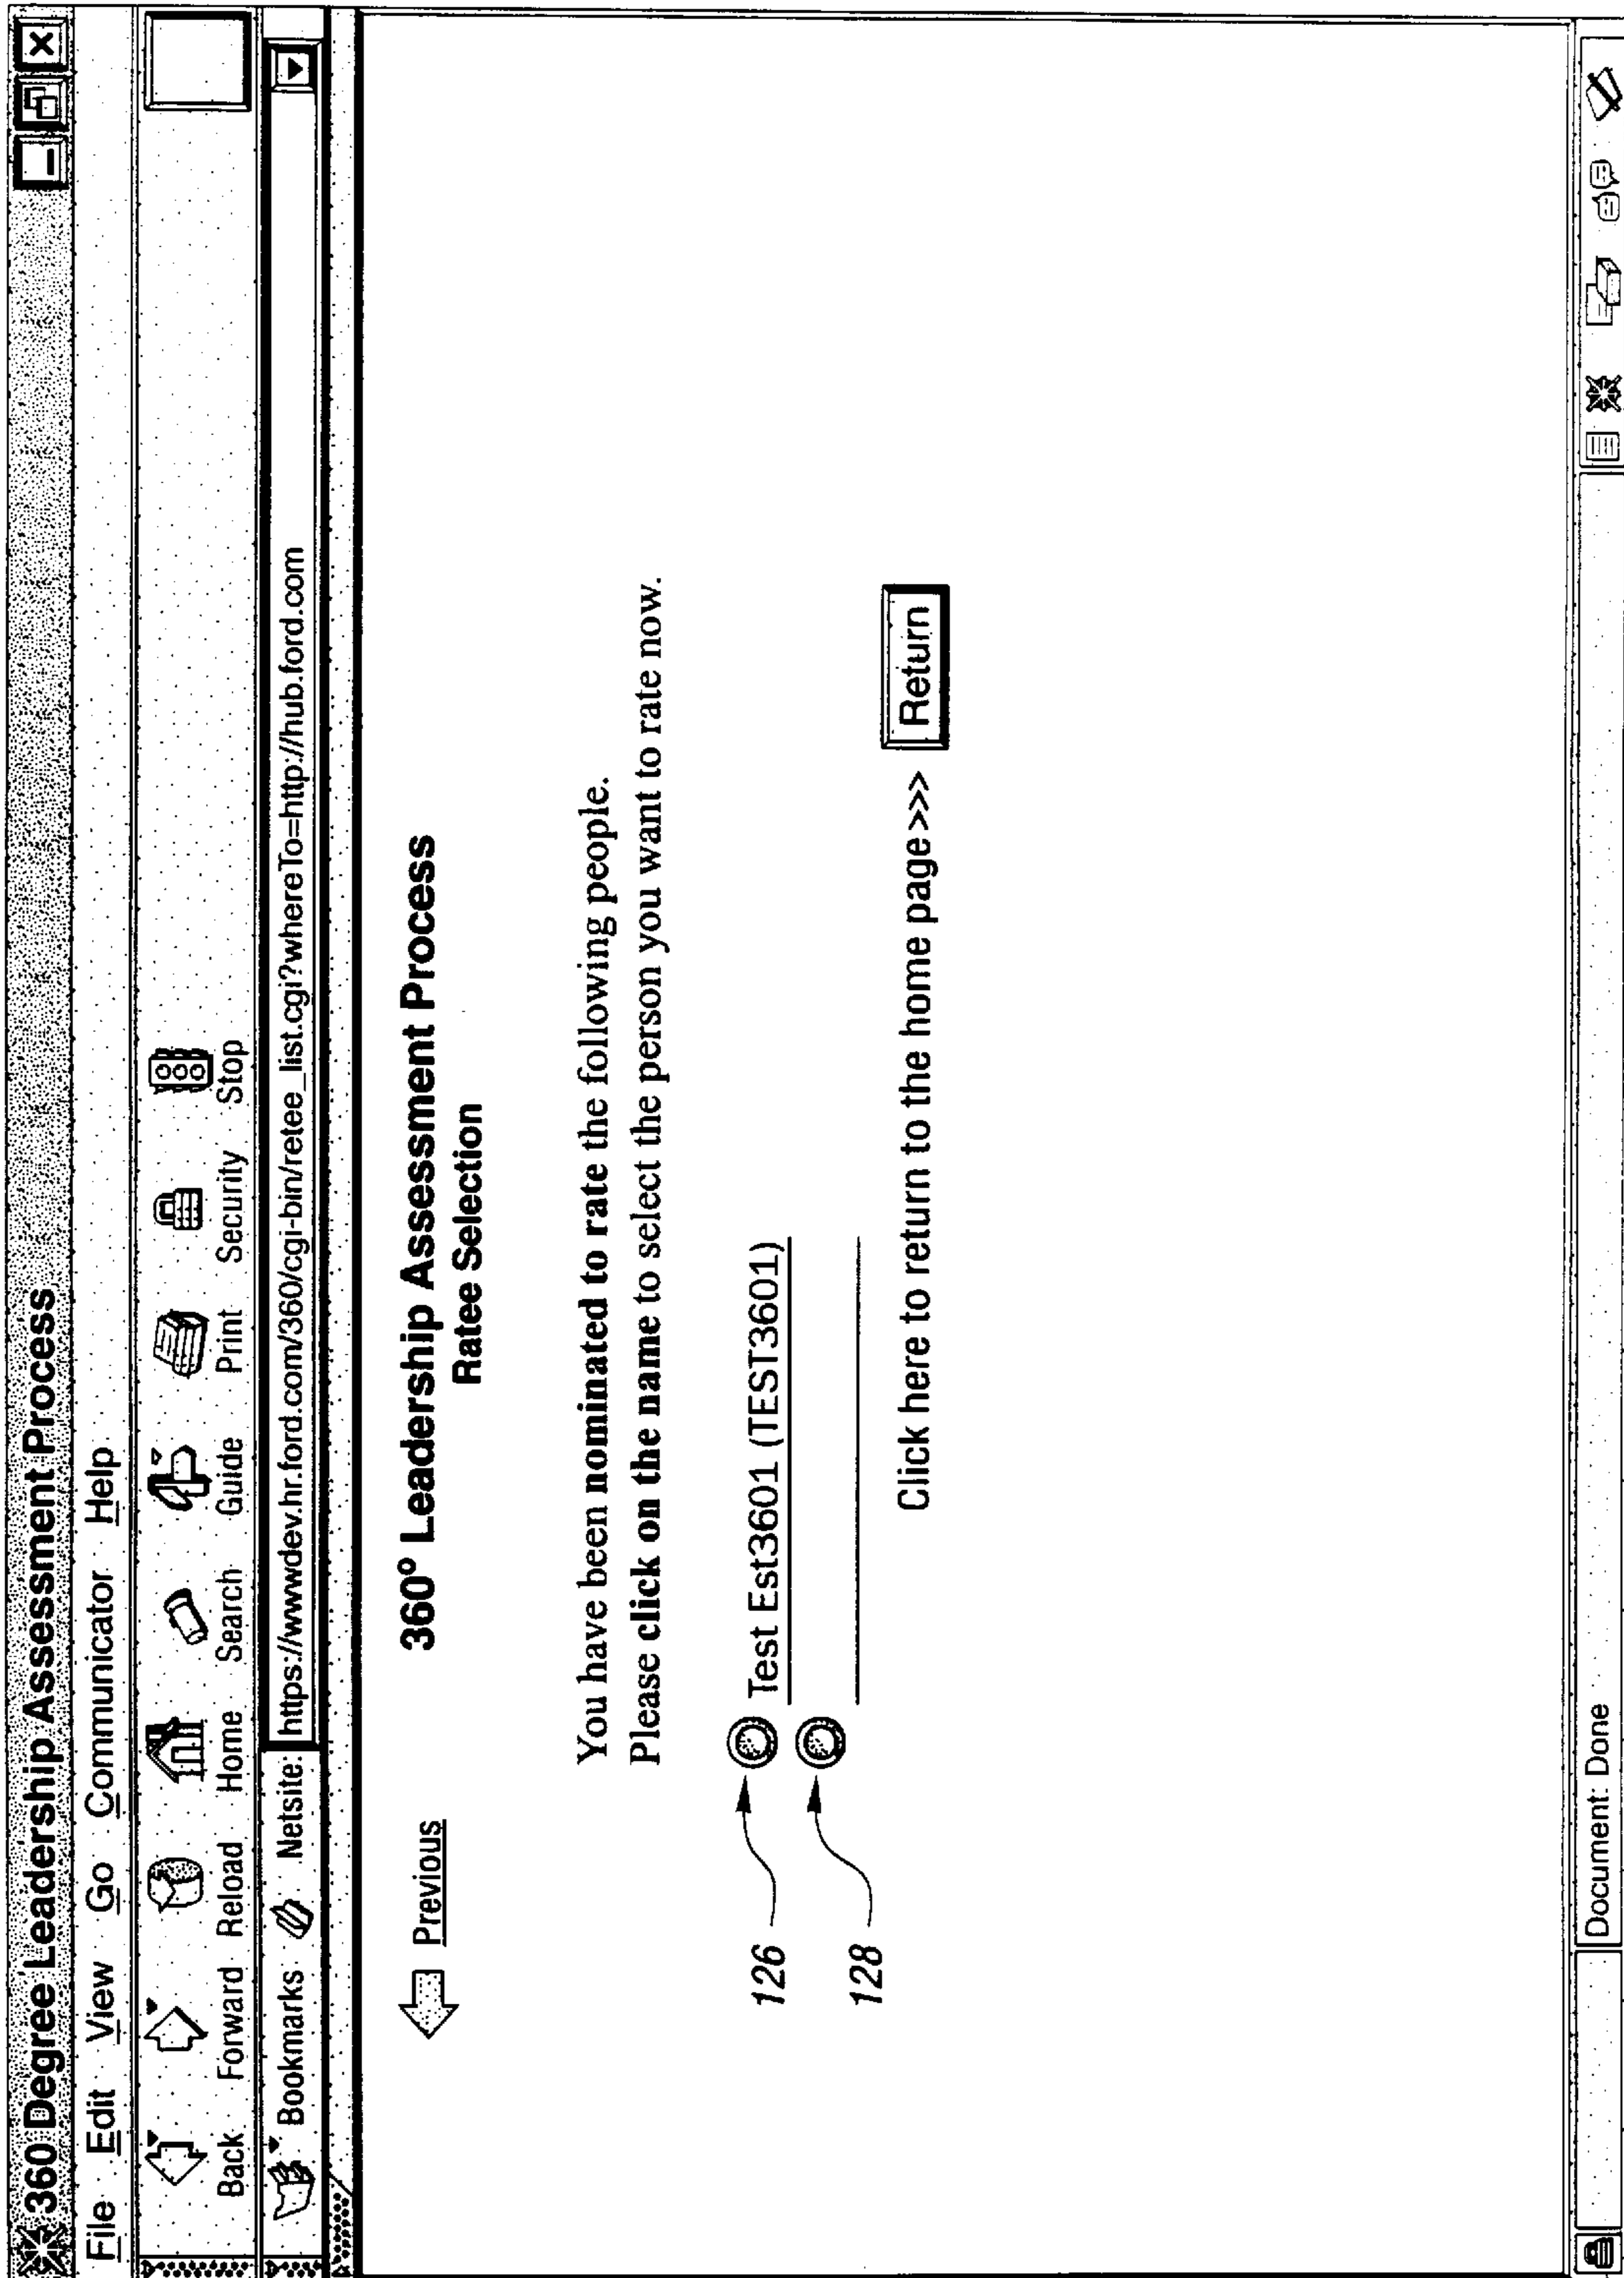 360 Degree Leadership Assessment Process
File Edit View Go Communicator Help
Back Forward Reload Home Search Guide Print Security Stop
Bookmarks Netsite: https://wwwdev.hr.ford.com/360/cgi-bin/retee_list.cgi?whereTo=http://hub.ford.com
Previous
360° Leadership Assessment Process
Ratee Selection
You have been nominated to rate the following people.
Please click on the name to select the person you want to rate now.
126
Test Est3601 (TEST3601)
128
Click here to return to the home page>>> Return
Document: Done